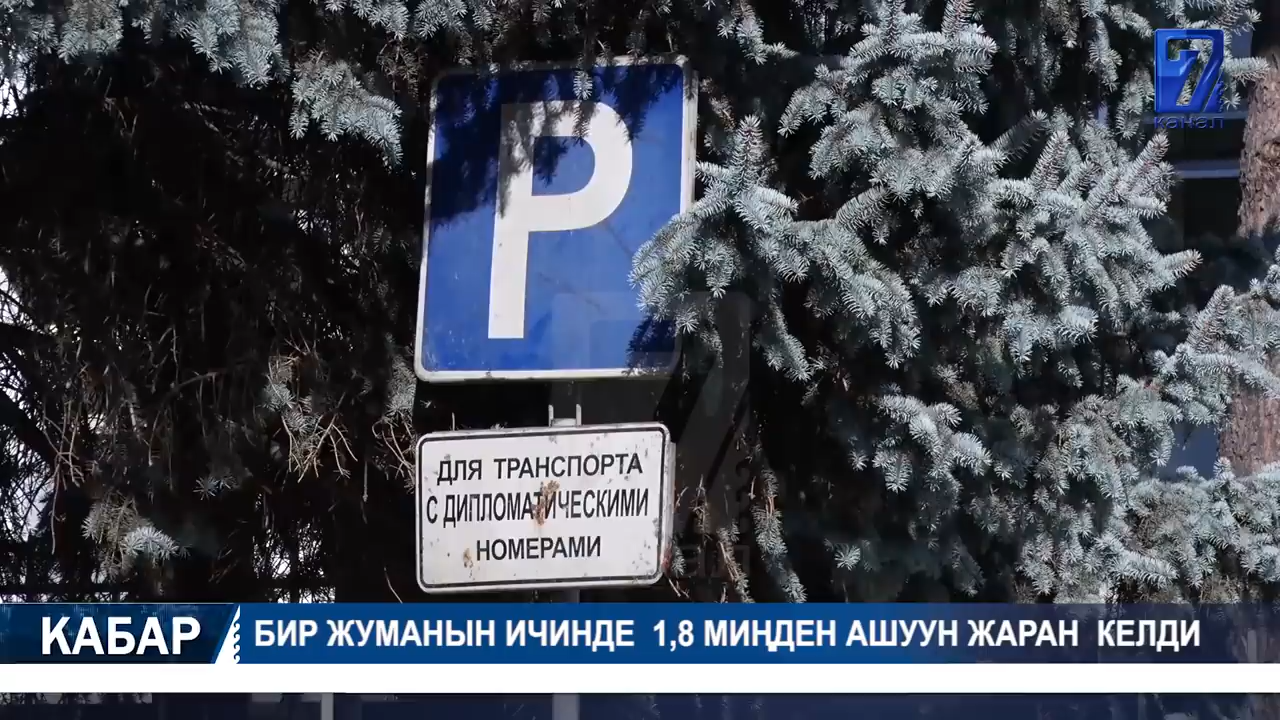 7
канал
P
ДЛЯ ТРАНСПОРТА
С ДИПЛОМАТИЧЕСКИМИ
НОМЕРАМИ
КАБАР
БИР ЖУМАНЫН ИЧИНДЕ 1,8 МИҢДЕН АШУУН ЖАРАН КЕЛДИ